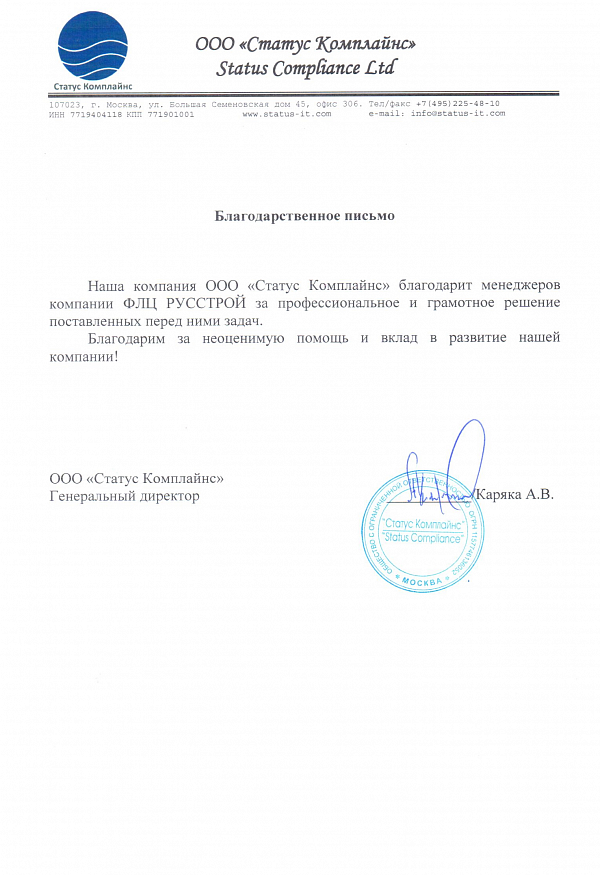 ООО «Статус Комплайнс»
Status Compliance Ltd
Статус Комплайнс
107023, г. Москва, ул. Большая Семеновская дом 45, офис 306. Тел/факс +7(495)225-48-10
ИНН 7719404118 КПП 771901001 www.status-it.com e-mail: info@status-it.com
Благодарственное письмо
Наша компания ООО «Статус Комплайнс» благодарит менеджеров
компании ФЛЦ РУССТРОЙ за профессиональное и грамотное решение
поставленных перед ними задач.
Благодарим за неоценимую помощь и вклад в развитие нашей
компании!
ООО «Статус Комплайнс»
Генеральный директор
Каряка А.В.
ОБЩЕСТВО С ОГРАНИЧЕННОЙ ОТВЕТСТВЕННОСТЬЮ
ОГРН
"Статус Комплайнс"
"Status Compliance"
МОСКВА